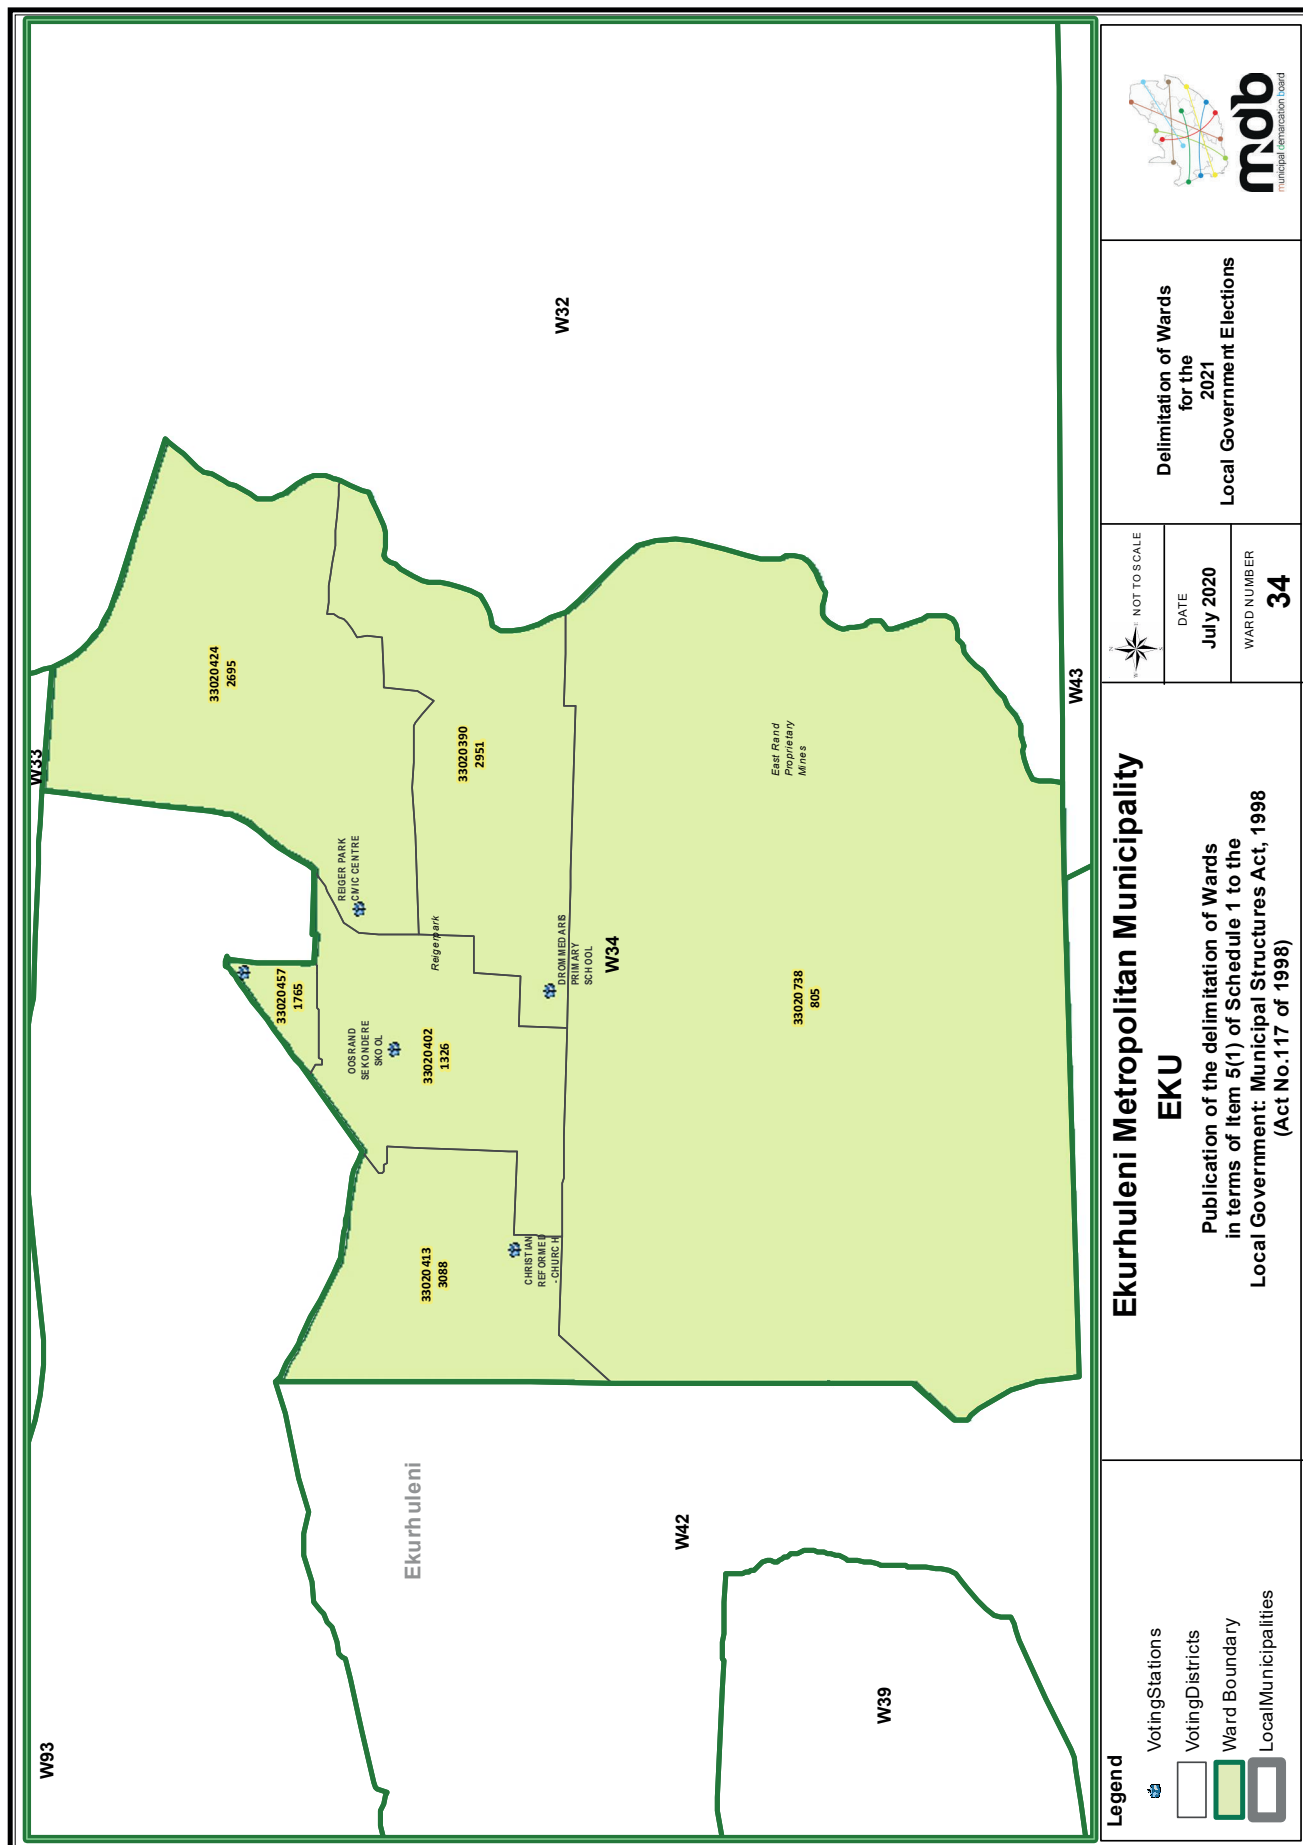 W93
W33
W32
33020424
2695
33020457
1765
REIGER PARK
CIVIC CENTRE
33020390
2951
OOSRAND
SEKONDERE
SKOOL
33020402
1326
Reigerpark
DROMMEDARIS
PRIMARY
SCHOOL
W34
33020413
3088
CHRISTIAN
REFORMED
- CHURCH
Ekurhuleni
East Rand
Proprietary
Mines
33020738
805
W42
W39
W43
Legend
VotingStations
VotingDistricts
Ward Boundary
LocalMunicipalities
Ekurhuleni Metropolitan Municipality
EKU
Publication of the delimitation of Wards
in terms of Item 5(1) of Schedule 1 to the
Local Government: Municipal Structures Act, 1998
(Act No.117 of 1998)
N
W
E
S
NOT TO SCALE
DATE
July 2020
WARD NUMBER
34
Delimitation of Wards
for the
2021
Local Government Elections
mdb
municipal demarcation board